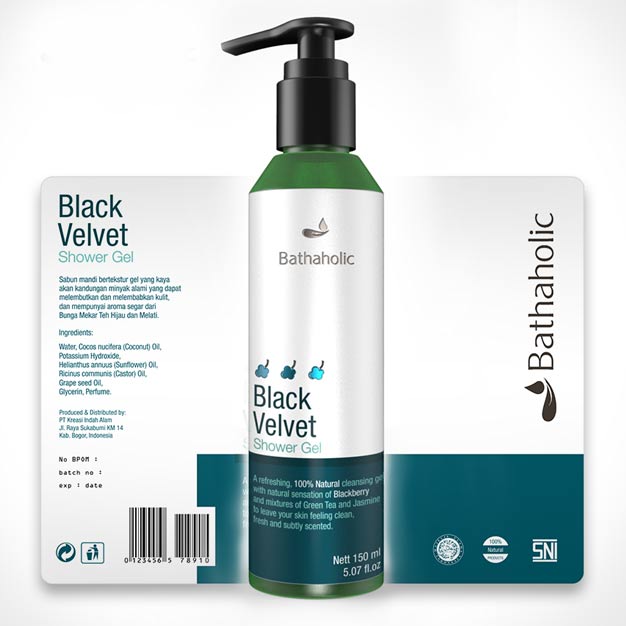 Black
Velvet
Shower Gel
Sabun mandi bertekstur gel yang kaya
akan kandungan minyak alami yang dapat
melembutkan dan melembabkan kulit,
dan mempunyai aroma segar dari
Bunga Mekar Teh Hijau dan Melati.
Ingredients:
Water, Cocos nucifera (Coconut) Oil,
Potassium Hydroxide,
Helianthus annuus (Sunflower) Oil,
Ricinus communis (Castor) Oil,
Grape seed Oil,
Glycerin, Perfume.
Produced & Distributed by:
PT Kreasi Indah Alam
Jl. Raya Sukabumi KM 14
Kab. Bogor, Indonesia
No BPOM :
batch no :
exp : date
0 123456 5 78910
Bathaholic
Black
Velvet
Shower Gel
A refreshing, 100% Natural cleansing gel
with natural sensation of Blackberry
and mixtures of Green Tea and Jasmine
to leave your skin feeling clean,
fresh and subtly scented.
Nett 150 ml
5.07 fl.oz
Bathaholic
100%
Natural
PRODUCTS
SNI